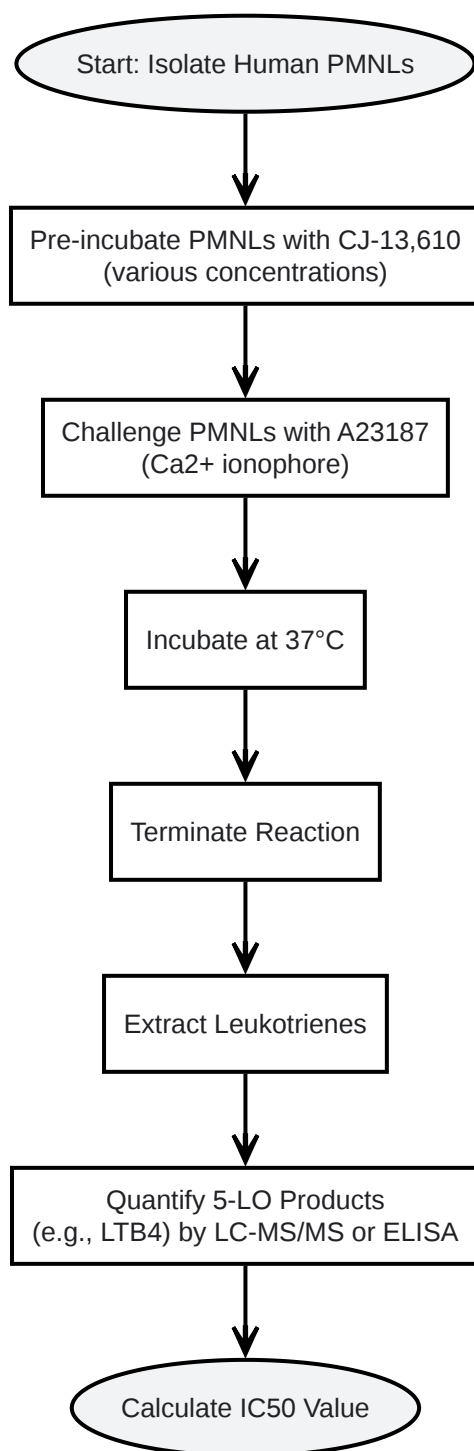 Start: Isolate Human PMNLs
Pre-incubate PMNLs with CJ-13,610
(various concentrations)
Challenge PMNLs with A23187
(Ca2+ ionophore)
Incubate at 37°C
Terminate Reaction
Extract Leukotrienes
Quantify 5-LO Products
(e.g., LTB4) by LC-MS/MS or ELISA
Calculate IC50 Value